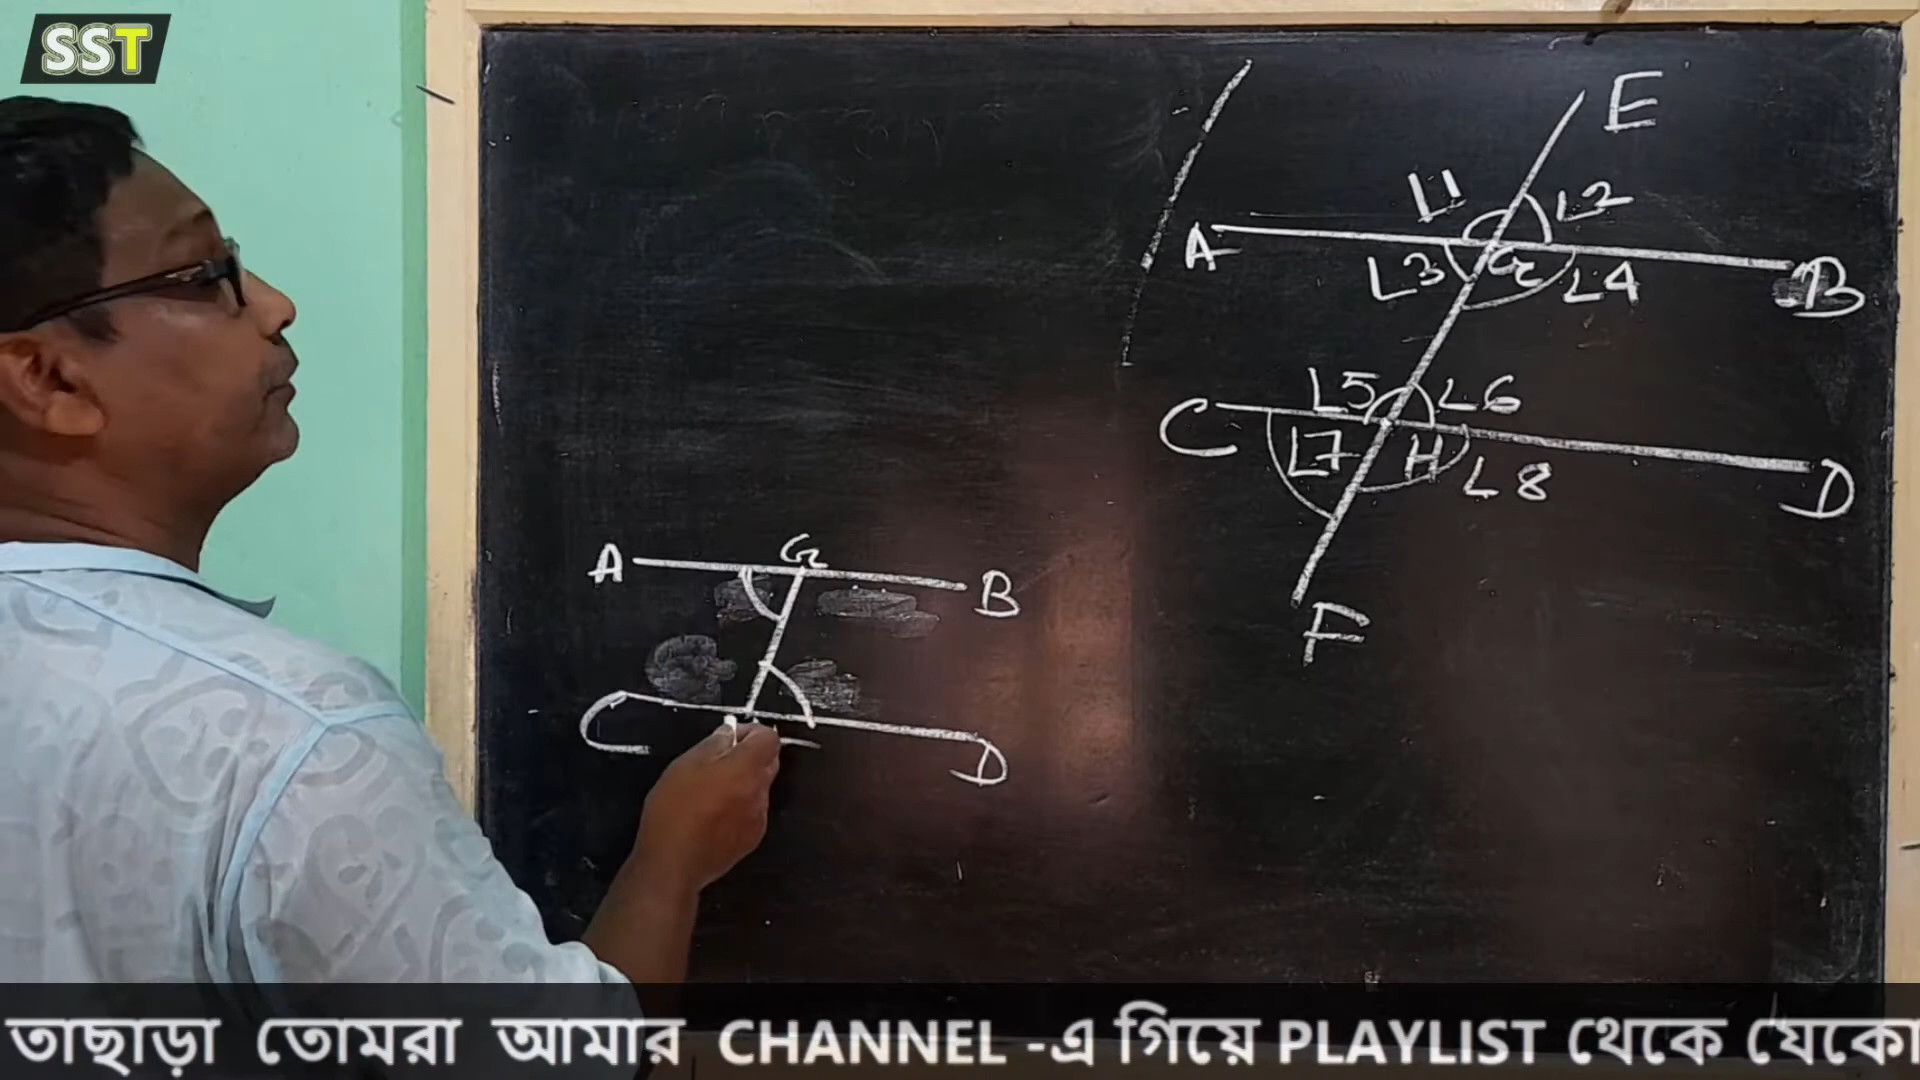 SST
E
∠1 ∠2
A B
∠3 G ∠4
∠5 ∠6
C D
∠7 H ∠8
F
A G B
C D
তাছাড়া তোমরা আমার CHANNEL -এ গিয়ে PLAYLIST থেকে যেকো